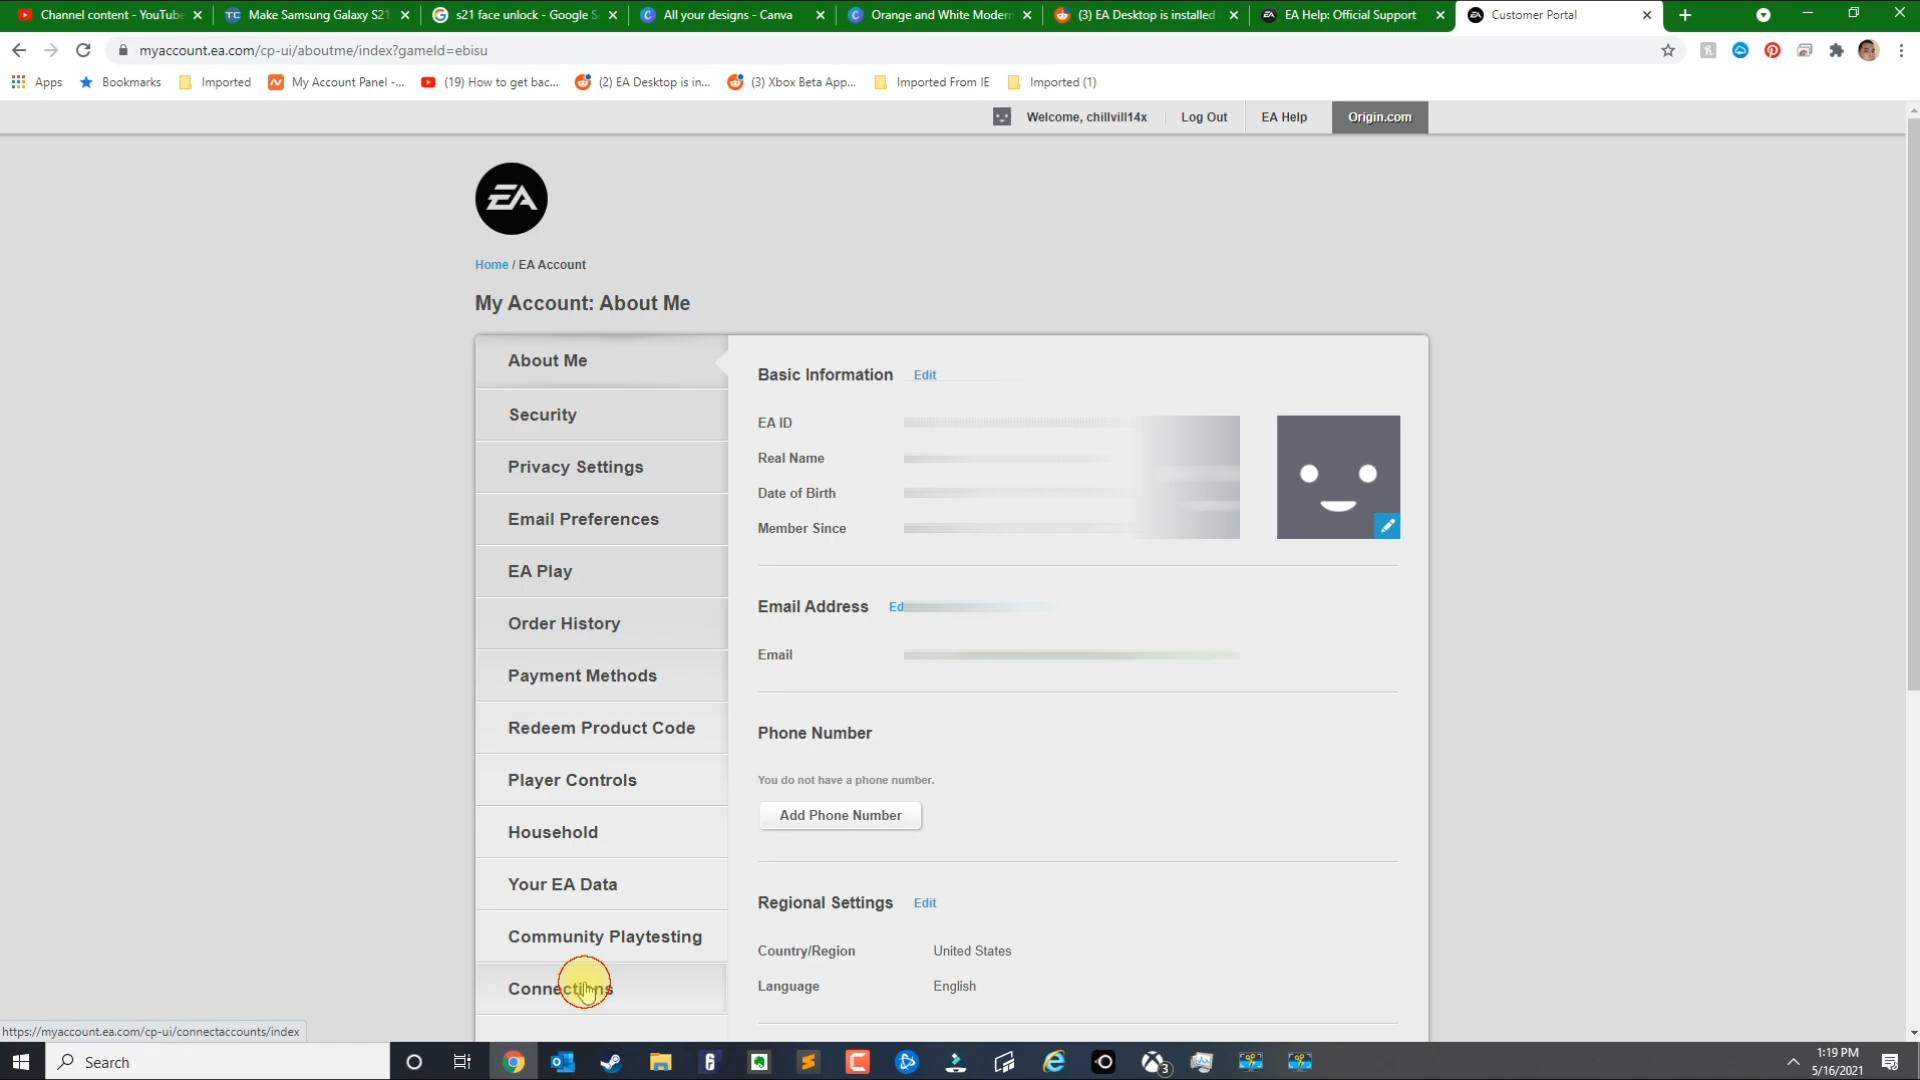 Channel content - YouTube
Make Samsung Galaxy S21
s21 face unlock - Google S
All your designs - Canva
Orange and White Modern
(3) EA Desktop is installed
EA Help: Official Support
Customer Portal
myaccount.ea.com/cp-ui/aboutme/index?gameId=ebisu
Apps
Bookmarks
Imported
My Account Panel -...
(19) How to get bac...
(2) EA Desktop is in...
(3) Xbox Beta App...
Imported From IE
Imported (1)
Welcome, chillvill14x
Log Out
EA Help
Origin.com
EA
Home / EA Account
My Account: About Me
About Me
Security
Privacy Settings
Email Preferences
EA Play
Order History
Payment Methods
Redeem Product Code
Player Controls
Household
Your EA Data
Community Playtesting
Connections
Basic Information Edit
EA ID
Real Name
Date of Birth
Member Since
Email Address Ed
Email
Phone Number
You do not have a phone number.
Add Phone Number
Regional Settings Edit
Country/Region United States
Language English
https://myaccount.ea.com/cp-ui/connectaccounts/index
Search
3
1:19 PM
5/16/2021